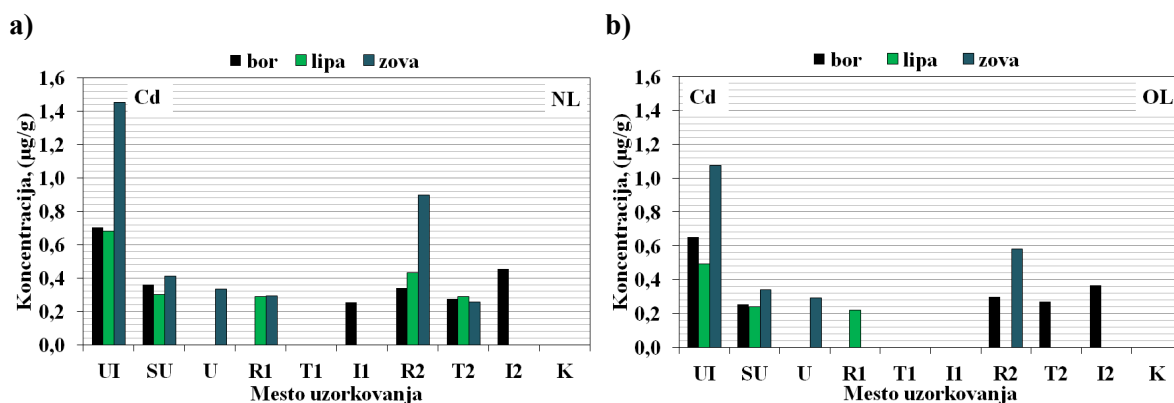 a)
bor lipa zova
Cd
NL
Koncentracija, (µg/g)
1,6
1,4
1,2
1,0
0,8
0,6
0,4
0,2
0,0
UI SU U R1 T1 I1 R2 T2 I2 K
Mesto uzorkovanja
b)
bor lipa zova
Cd
OL
Koncentracija, (µg/g)
1,6
1,4
1,2
1,0
0,8
0,6
0,4
0,2
0,0
UI SU U R1 T1 I1 R2 T2 I2 K
Mesto uzorkovanja